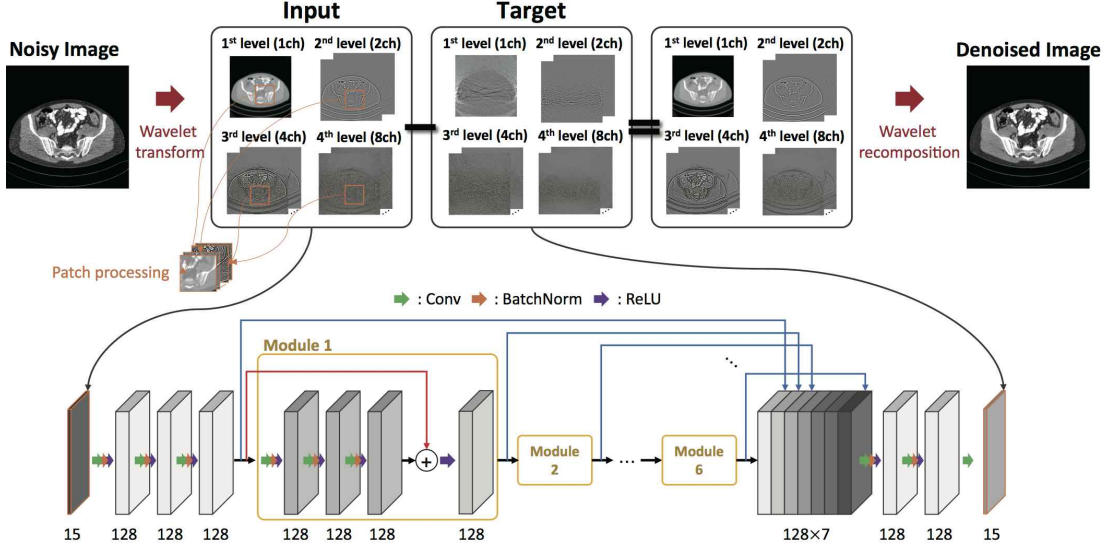 Input
Target
Noisy Image
Denoised Image
1st level (1ch)
2nd level (2ch)
3rd level (4ch)
4th level (8ch)
1st level (1ch)
2nd level (2ch)
3rd level (4ch)
4th level (8ch)
1st level (1ch)
2nd level (2ch)
3rd level (4ch)
4th level (8ch)
Wavelet
transform
Wavelet
recomposition
Patch processing
: Conv
: BatchNorm
: ReLU
Module 1
Module
2
...
Module
6
15
128
128
128
128
128
128
128
128×7
128
128
15